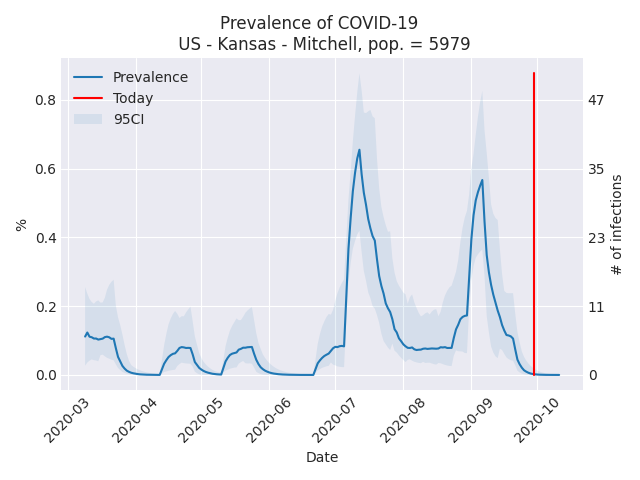 Prevalence of COVID-19
US - Kansas - Mitchell, pop. = 5979
Prevalence
Today
95CI
%
0.8
0.6
0.4
0.2
0.0
47
35
23
11
0
# of infections
2020-03
2020-04
2020-05
2020-06
2020-07
2020-08
2020-09
2020-10
Date